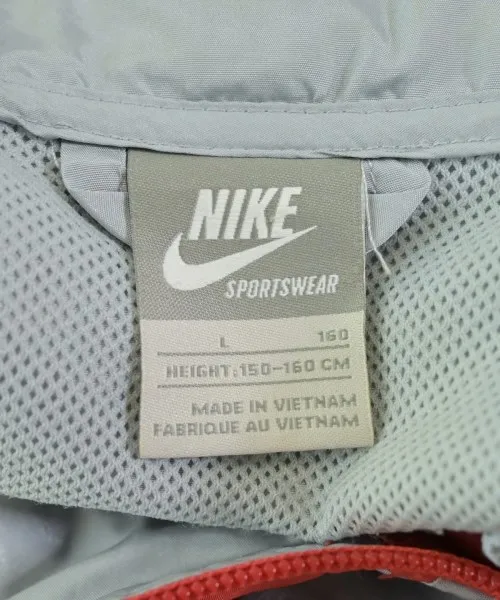 NIKE
SPORTSWEAR
L 160
HEIGHT:150-160 CM
MADE IN VIETNAM
FABRIQUE AU VIETNAM